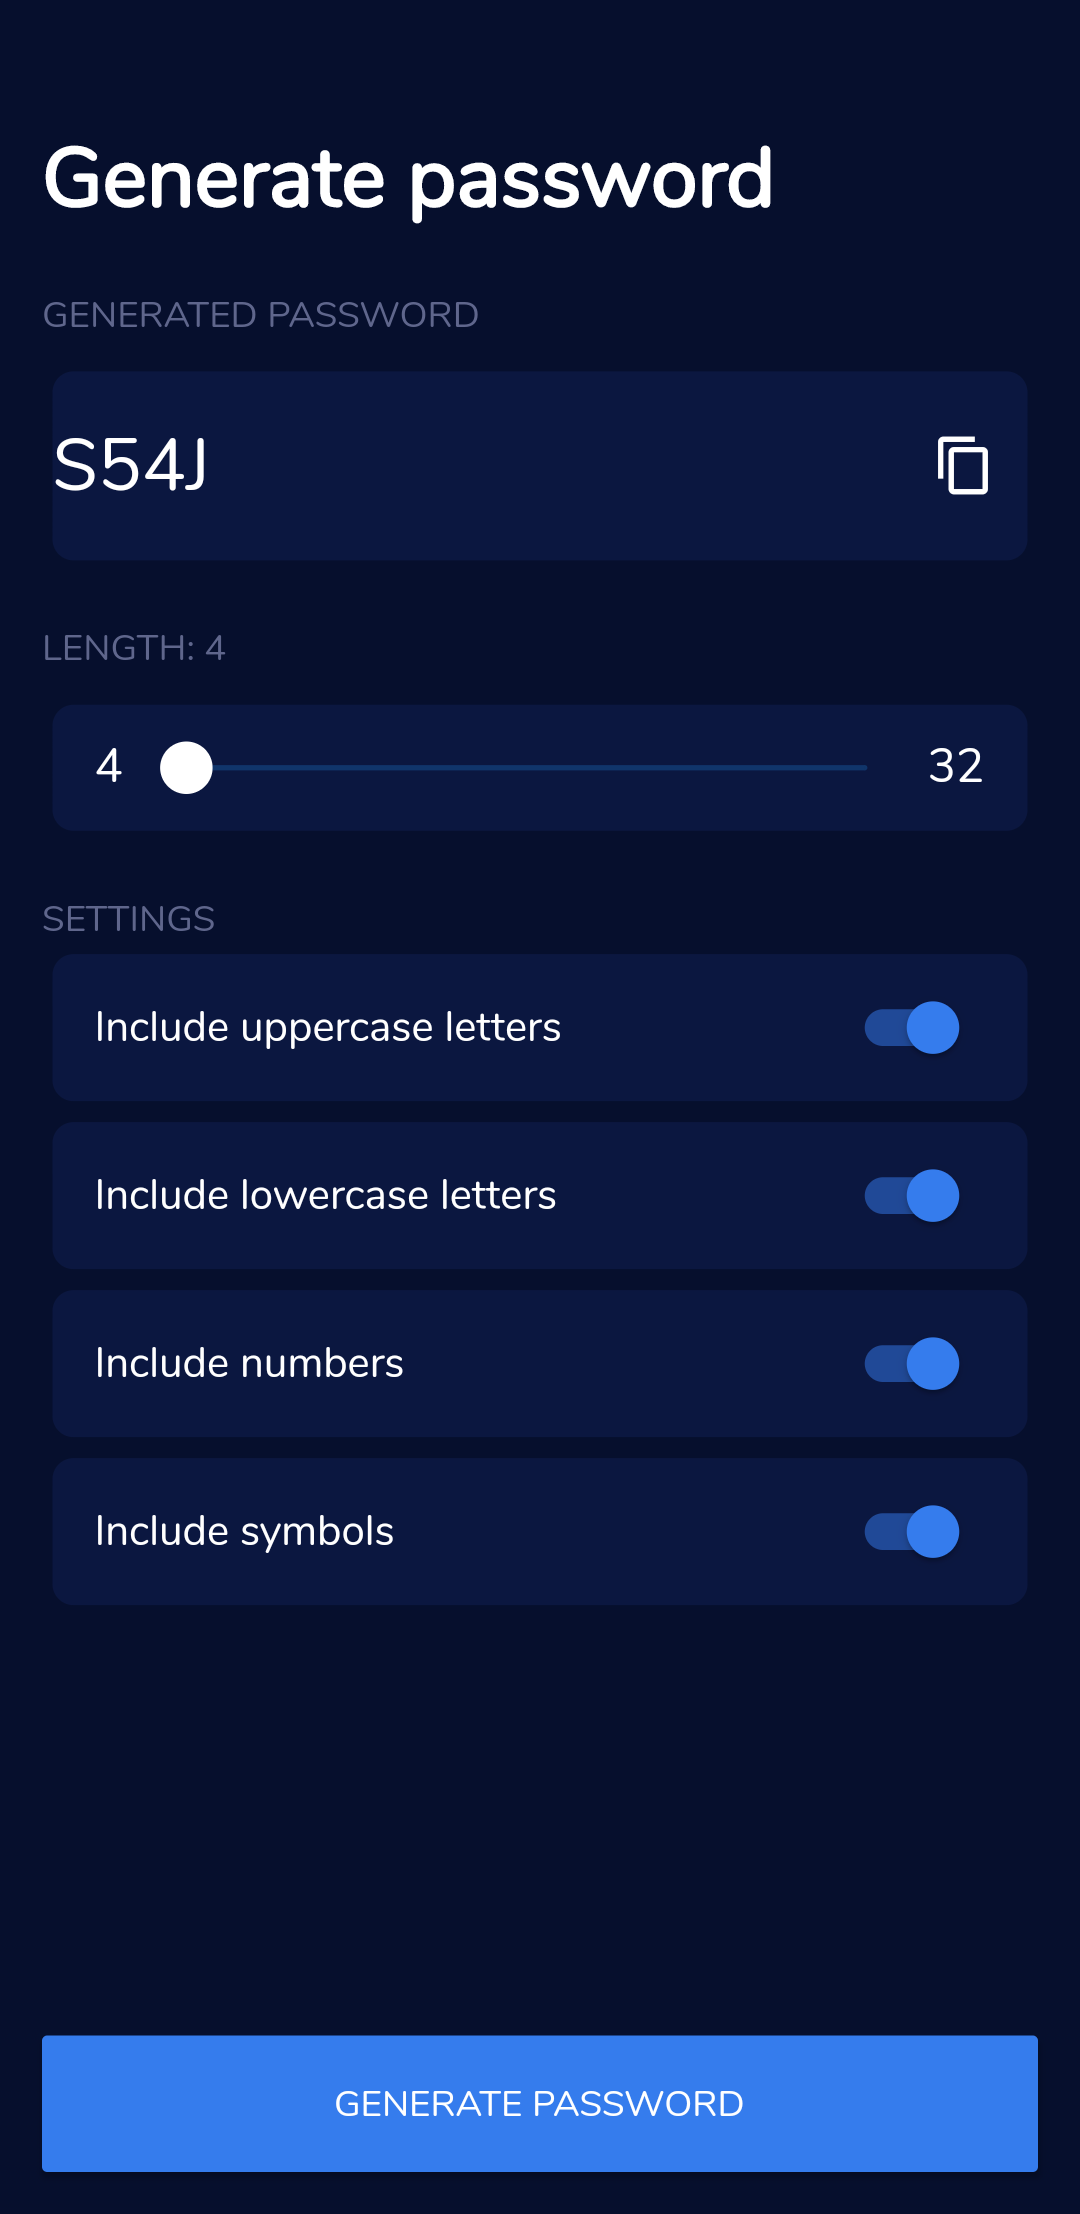 Generate password
GENERATED PASSWORD
S54J
LENGTH: 4
4 32
SETTINGS
Include uppercase letters
Include lowercase letters
Include numbers
Include symbols
GENERATE PASSWORD